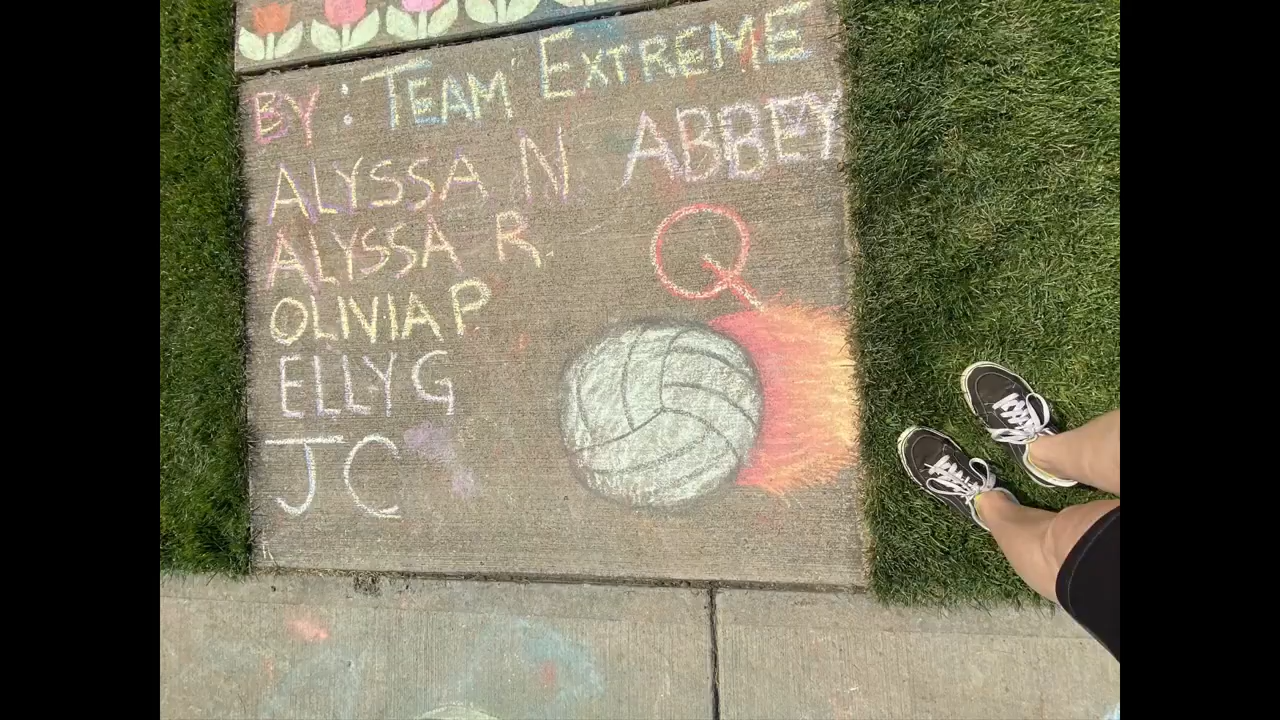 BY: TEAM EXTREME
ALYSSA N ABBEY
ALYSSA R. Q
OLIVIA P
ELLY G
JC